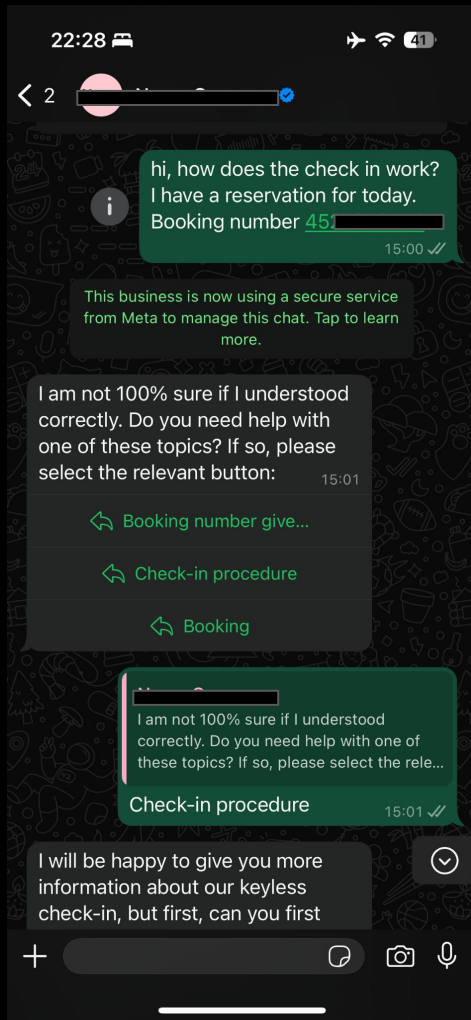 22:28
41
2
hi, how does the check in work?
I have a reservation for today.
Booking number 452
15:00
This business is now using a secure service
from Meta to manage this chat. Tap to learn
more.
I am not 100% sure if I understood
correctly. Do you need help with
one of these topics? If so, please
select the relevant button:
15:01
Booking number give...
Check-in procedure
Booking
I am not 100% sure if I understood
correctly. Do you need help with one of
these topics? If so, please select the rele...
Check-in procedure
15:01
I will be happy to give you more
information about our keyless
check-in, but first, can you first